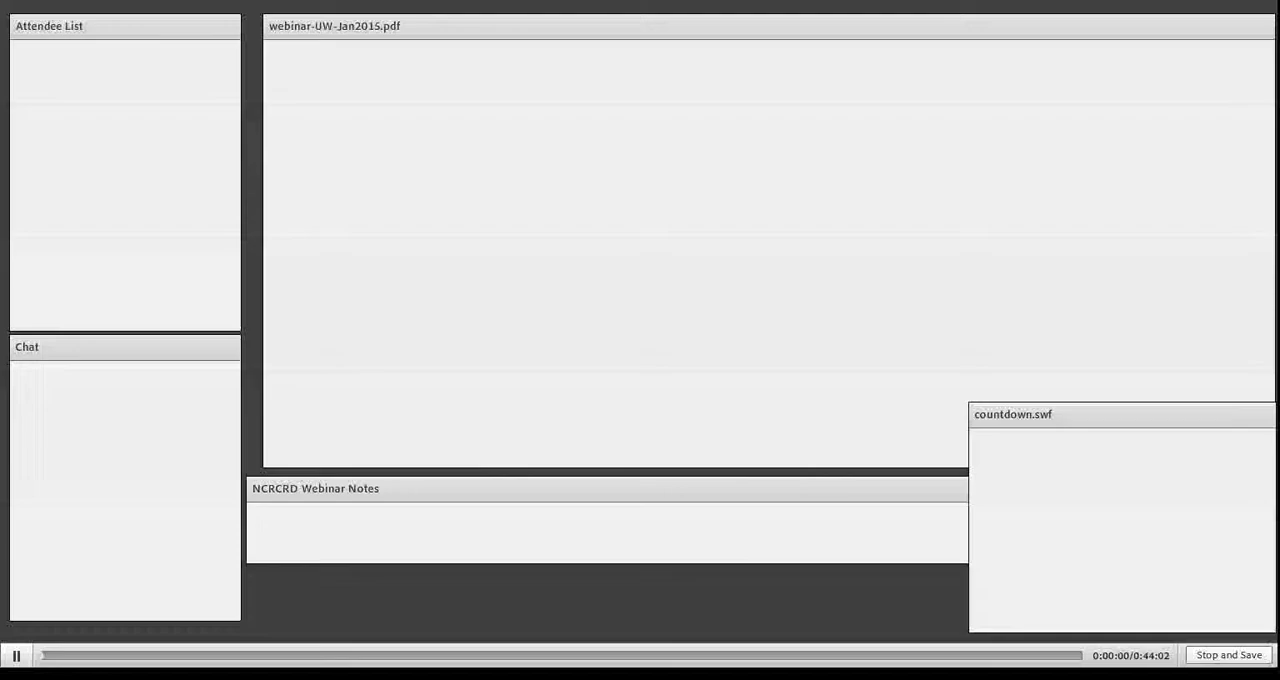 Attendee List
webinar-UW-Jan2015.pdf
Chat
countdown.swf
NCRCRD Webinar Notes
0:00:00/0:44:02
Stop and Save